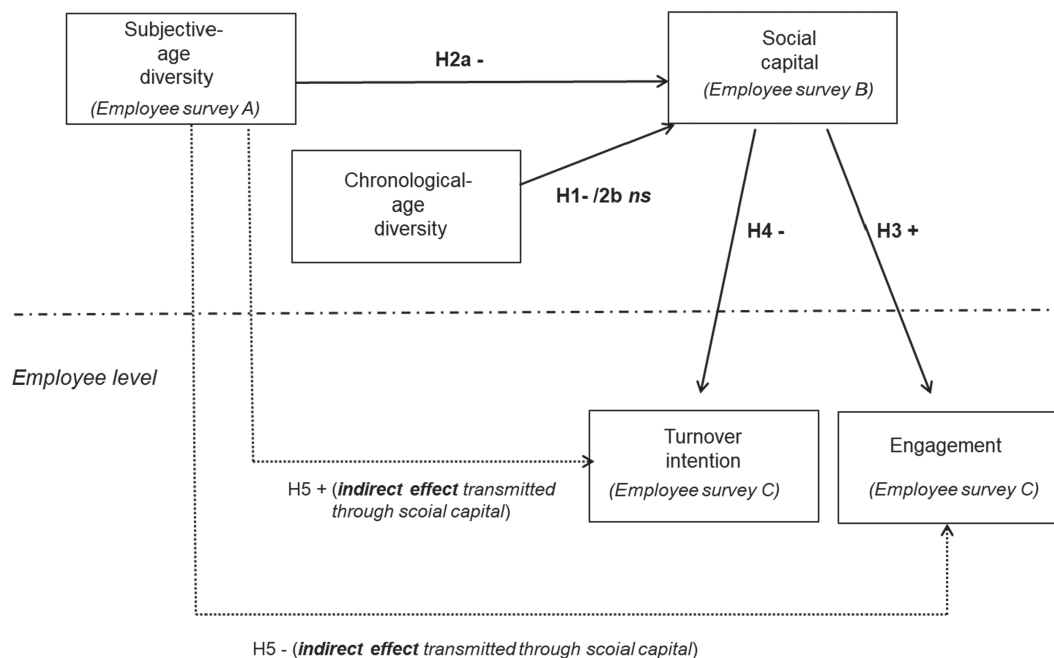 Subjective-
age
diversity
(Employee survey A)
H2a -
Social
capital
(Employee survey B)
Chronological-
age
diversity
H1- /2b ns
H4 -
H3 +
Employee level
Turnover
intention
(Employee survey C)
Engagement
(Employee survey C)
H5 + (indirect effect transmitted
through scoial capital)
H5 - (indirect effect transmitted through scoial capital)